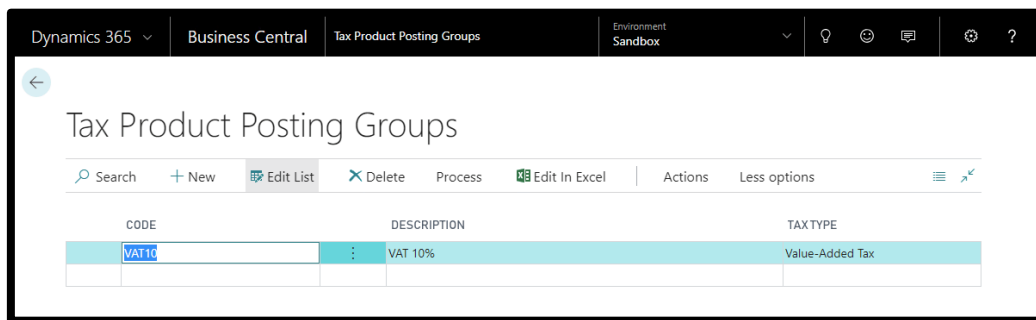 Dynamics 365 Business Central Tax Product Posting Groups Environment Sandbox ?
Tax Product Posting Groups
Search New Edit List Delete Process Edit In Excel Actions Less options
CODE DESCRIPTION TAX TYPE
VAT10 VAT 10% Value-Added Tax